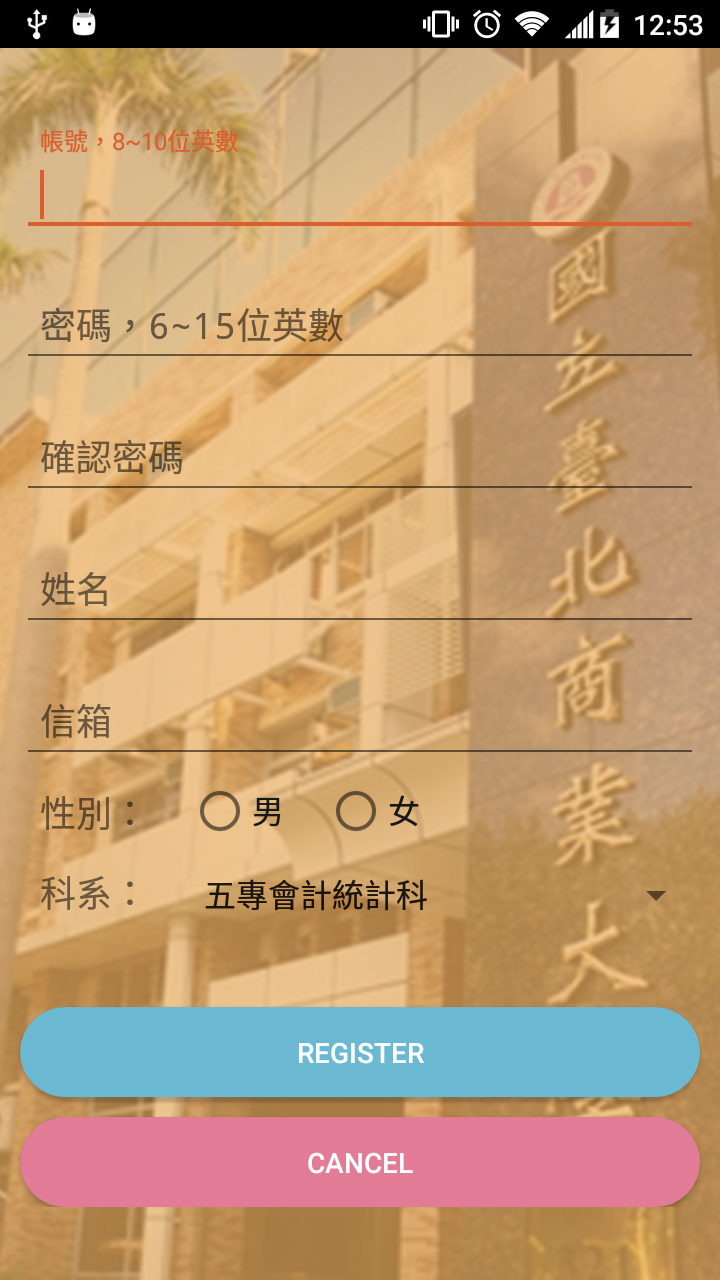 12:53
帳號，8~10位英數
密碼，6~15位英數
確認密碼
姓名
信箱
性別： 男 女
科系： 五專會計統計科
REGISTER
CANCEL
國立臺北商業大